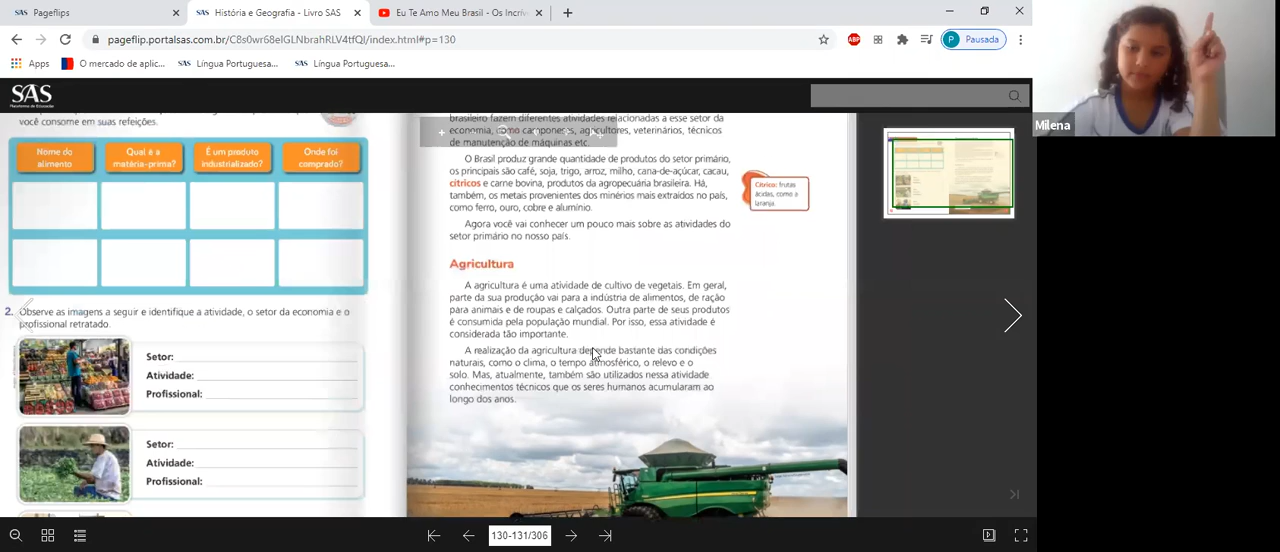 Pageflips
História e Geografia - Livro SAS
Eu Te Amo Meu Brasil - Os Incrív
pageflip.portalsas.com.br/C8s0wr68elGLNbrahRLV4tfQJ/index.html#p=130
Pausada
Apps
O mercado de aplic...
Língua Portuguesa...
Língua Portuguesa...
SAS
Milena
você consome em suas refeições.
Nome do alimento
Qual é a matéria-prima?
É um produto industrializado?
Onde foi comprado?
2. Observe as imagens a seguir e identifique a atividade, o setor da economia e o
profissional retratado.
Setor:
Atividade:
Profissional:
Setor:
Atividade:
Profissional:
brasileiro fazem diferentes atividades relacionadas a esse setor da
economia, como camponeses, agricultores, veterinários, técnicos
de manutenção de máquinas etc.
O Brasil produz grande quantidade de produtos do setor primário,
os principais são café, soja, trigo, arroz, milho, cana-de-açúcar, cacau,
cítricos e carne bovina, produtos da agropecuária brasileira. Há,
também, os metais provenientes dos minérios mais extraídos no país,
como ferro, ouro, cobre e alumínio.
Agora você vai conhecer um pouco mais sobre as atividades do
setor primário no nosso país.
Cítrico: frutas
ácidas, como a
laranja.
Agricultura
A agricultura é uma atividade de cultivo de vegetais. Em geral,
parte da sua produção vai para a indústria de alimentos, de ração
para animais e de roupas e calçados. Outra parte de seus produtos
é consumida pela população mundial. Por isso, essa atividade é
considerada tão importante.
A realização da agricultura depende bastante das condições
naturais, como o clima, o tempo atmosférico, o relevo e o
solo. Mas, atualmente, também são utilizados nessa atividade
conhecimentos técnicos que os seres humanos acumularam ao
longo dos anos.
130-131/306